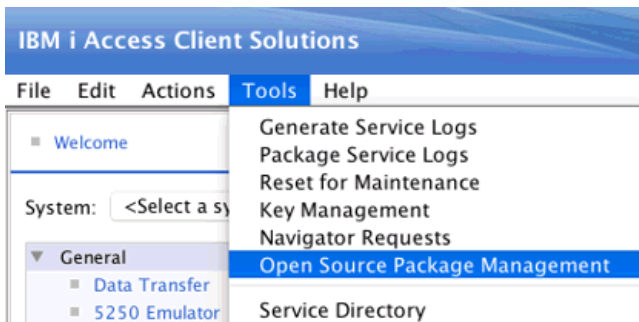 IBM i Access Client Solutions
File Edit Actions Tools Help
Welcome
System: <Select a sy
General
Data Transfer
5250 Emulator
Generate Service Logs
Package Service Logs
Reset for Maintenance
Key Management
Navigator Requests
Open Source Package Management
Service Directory